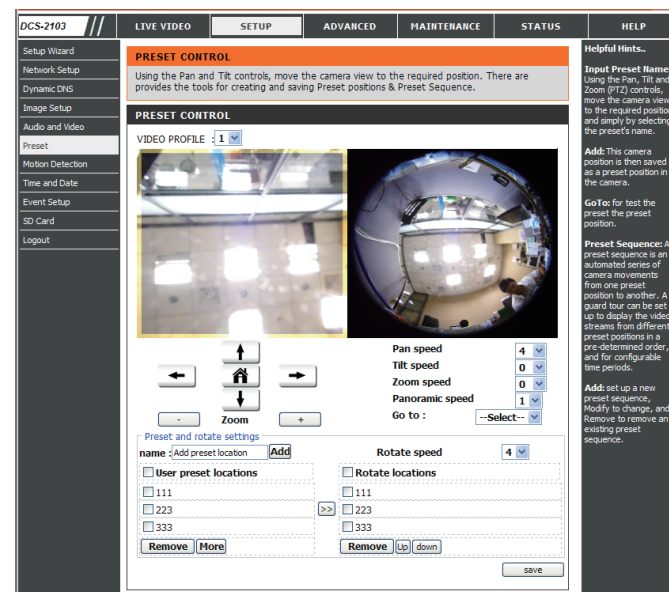 DCS-2103
LIVE VIDEO
SETUP
ADVANCED
MAINTENANCE
STATUS
HELP
Setup Wizard
Network Setup
Dynamic DNS
Image Setup
Audio and Video
Preset
Motion Detection
Time and Date
Event Setup
SD Card
Logout
PRESET CONTROL
Using the Pan and Tilt controls, move the camera view to the required position. There are
provides the tools for creating and saving Preset positions & Preset Sequence.
PRESET CONTROL
VIDEO PROFILE : 1
Pan speed 4
Tilt speed 0
Zoom speed 0
Panoramic speed 1
Go to : --Select--
- Zoom +
Preset and rotate settings
name : Add preset location Add
Rotate speed 4
User preset locations
111
223
333
Remove More
>>
Rotate locations
111
223
333
Remove Up down
save
Helpful Hints..
Input Preset Name:
Using the Pan, Tilt and
Zoom (PTZ) controls,
move the camera view
to the required position
and simply by selecting
the preset's name.
Add: This camera
position is then saved
as a preset position in
the camera.
GoTo: for test the
preset the preset
position.
Preset Sequence: A
preset sequence is an
automated series of
camera movements
from one preset
position to another. A
guard tour can be set
up to display the video
streams from different
preset positions in a
pre-determined order,
and for configurable
time periods.
Add: set up a new
preset sequence,
Modify to change, and
Remove to remove an
existing preset
sequence.